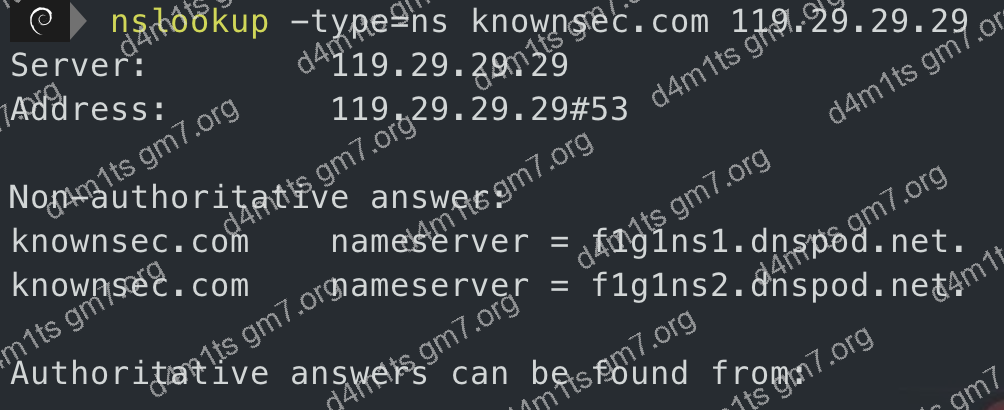 nslookup -type=ns knownsec.com 119.29.29.29
Server: 119.29.29.29
Address: 119.29.29.29#53
Non-authoritative answer:
knownsec.com nameserver = f1g1ns1.dnspod.net.
knownsec.com nameserver = f1g1ns2.dnspod.net.
Authoritative answers can be found from:
d4m1ts gm7.org